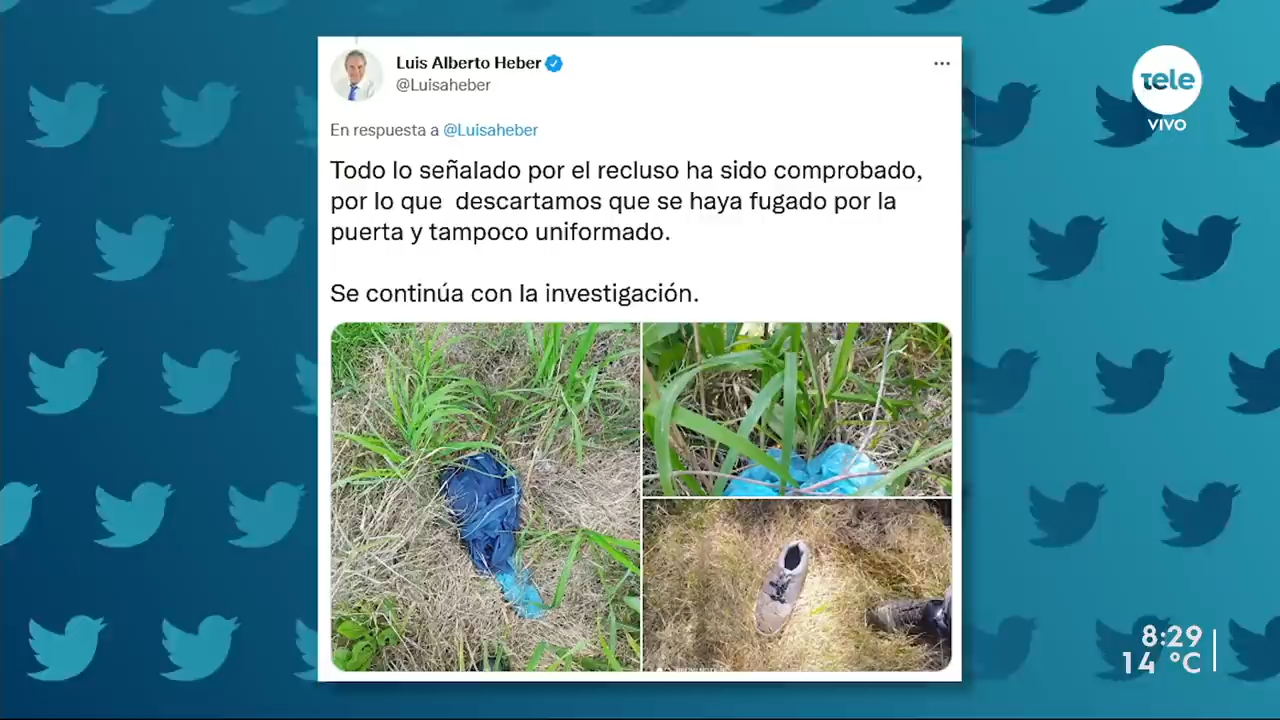 Luis Alberto Heber
@Luisaheber
tele
VIVO
En respuesta a @Luisaheber
Todo lo señalado por el recluso ha sido comprobado,
por lo que descartamos que se haya fugado por la
puerta y tampoco uniformado.
Se continúa con la investigación.
8:29
14 °C